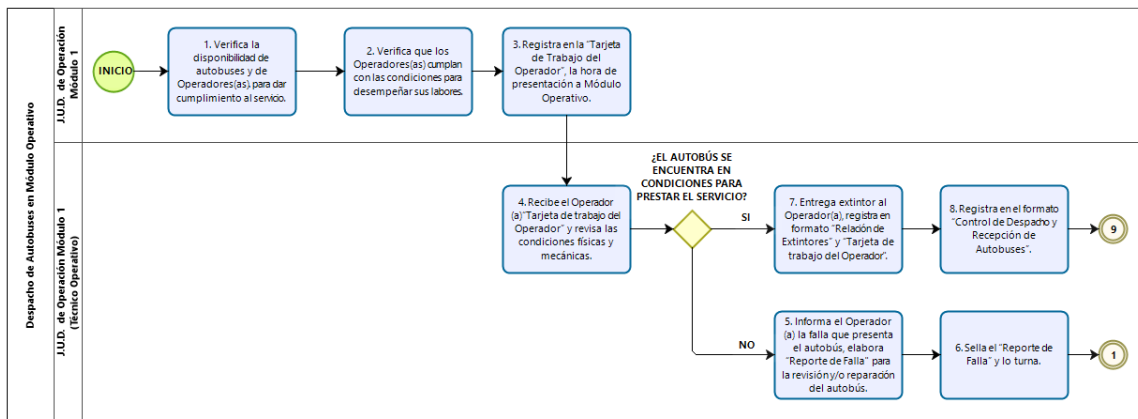 Despacho de Autobuses en Módulo Operativo
J.U.D. de Operación
Módulo 1
INICIO
1. Verifica la
disponibilidad de
autobuses y de
Operadores(as), para dar
cumplimiento al servicio.
2. Verifica que los
Operadores(as) cumplan
con las condiciones para
desempeñar sus labores.
3. Registra en la "Tarjeta
de Trabajo del
Operador", la hora de
presentación a Módulo
Operativo.
J.U.D. de Operación Módulo 1
(Técnico Operativo)
4. Recibe el Operador
(a)"Tarjeta de trabajo del
Operador" y revisa las
condiciones físicas y
mecánicas.
¿EL AUTOBÚS SE
ENCUENTRA EN
CONDICIONES PARA
PRESTAR EL SERVICIO?
SI
7. Entrega extintor al
Operador(a), registra en
formato "Relación de
Extintores" y "Tarjeta de
trabajo del Operador".
8. Registra en el formato
"Control de Despacho y
Recepción de
Autobuses".
9
NO
5. Informa el Operador
(a) la falla que presenta
el autobús, elabora
"Reporte de Falla" para
la revisión y/o reparación
del autobús.
6. Sella el "Reporte de
Falla" y lo turna.
1